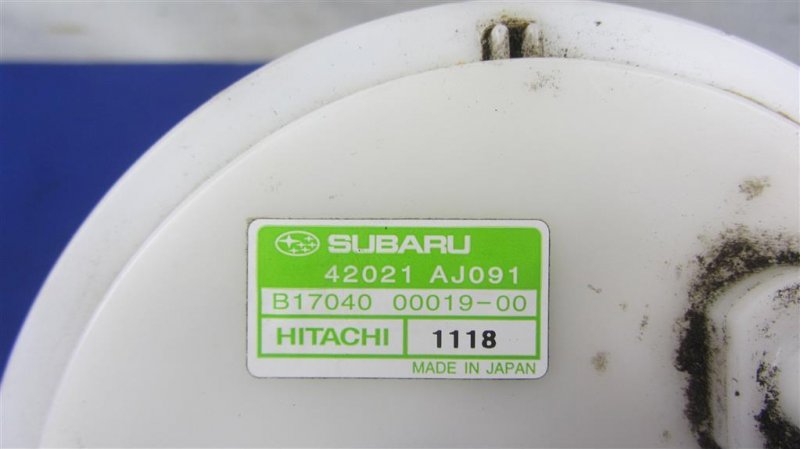 SUBARU
42021 AJ091
B17040 00019-00
HITACHI 1118
MADE IN JAPAN